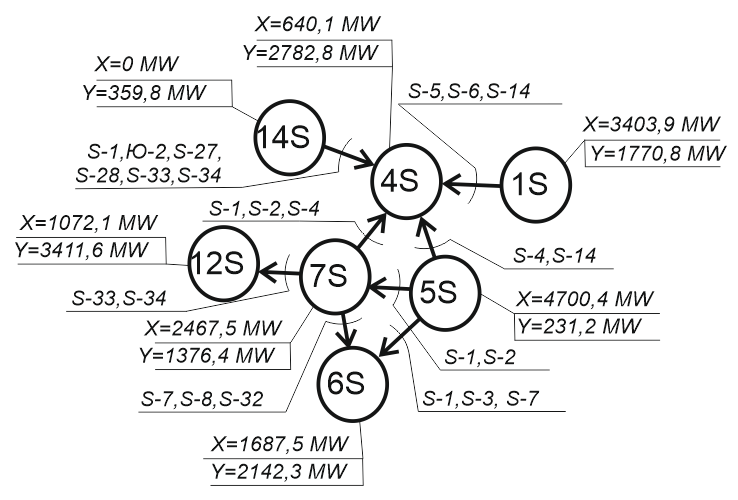 X=640,1 MW
Y=2782,8 MW
X=0 MW
Y=359,8 MW
S-5,S-6,S-14
14S
X=3403,9 MW
Y=1770,8 MW
S-1,Ю-2,S-27,
S-28,S-33,S-34
4S
1S
S-1,S-2,S-4
X=1072,1 MW
Y=3411,6 MW
12S
S-4,S-14
7S
5S
S-33,S-34
X=4700,4 MW
Y=231,2 MW
X=2467,5 MW
Y=1376,4 MW
S-1,S-2
6S
S-7,S-8,S-32
S-1,S-3, S-7
X=1687,5 MW
Y=2142,3 MW